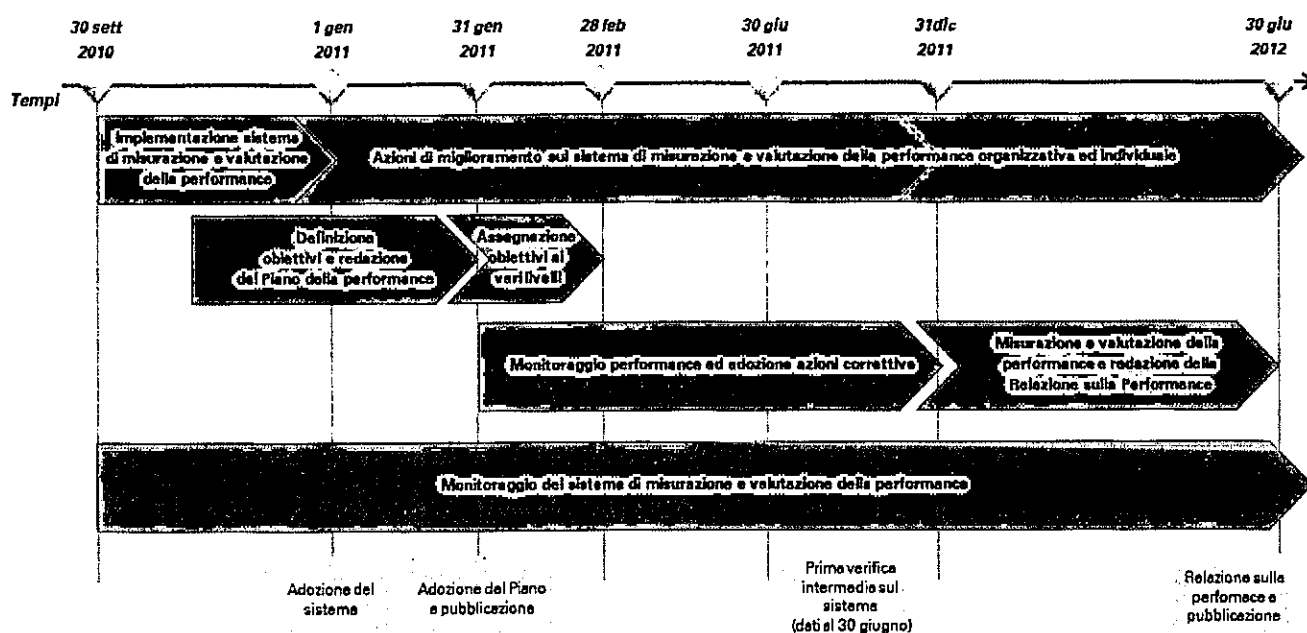 30 sett 1 gen 31 gen 28 feb 30 giu 31dic 30 giu
2010 2011 2011 2011 2011 2011 2012
Tempi
Implementazione sistema
di misurazione e valutazione
della performance
Azioni di miglioramento sul sistema di misurazione e valutazione della performance organizzativa ed individuale
Definizione
obiettivi e redazione
del Piano della performance
Assegnazione
obiettivi ai
vari livelli
Monitoraggio performance ed adozione azioni correttive
Misurazione e valutazione della
performance e redazione della
Relazione sulla Performance
Monitoraggio del sistema di misurazione e valutazione della performance
Adozione del
sistema
Adozione del Piano
e pubblicazione
Prima verifica
intermedia sul
sistema
(dati al 30 giugno)
Relazione sulla
perfomace e
pubblicazione